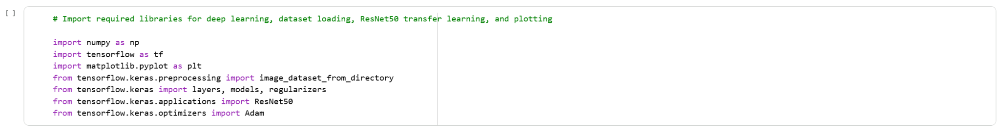 [ ]
# Import required libraries for deep learning, dataset loading, ResNet50 transfer learning, and plotting
import numpy as np
import tensorflow as tf
import matplotlib.pyplot as plt
from tensorflow.keras.preprocessing import image_dataset_from_directory
from tensorflow.keras import layers, models, regularizers
from tensorflow.keras.applications import ResNet50
from tensorflow.keras.optimizers import Adam